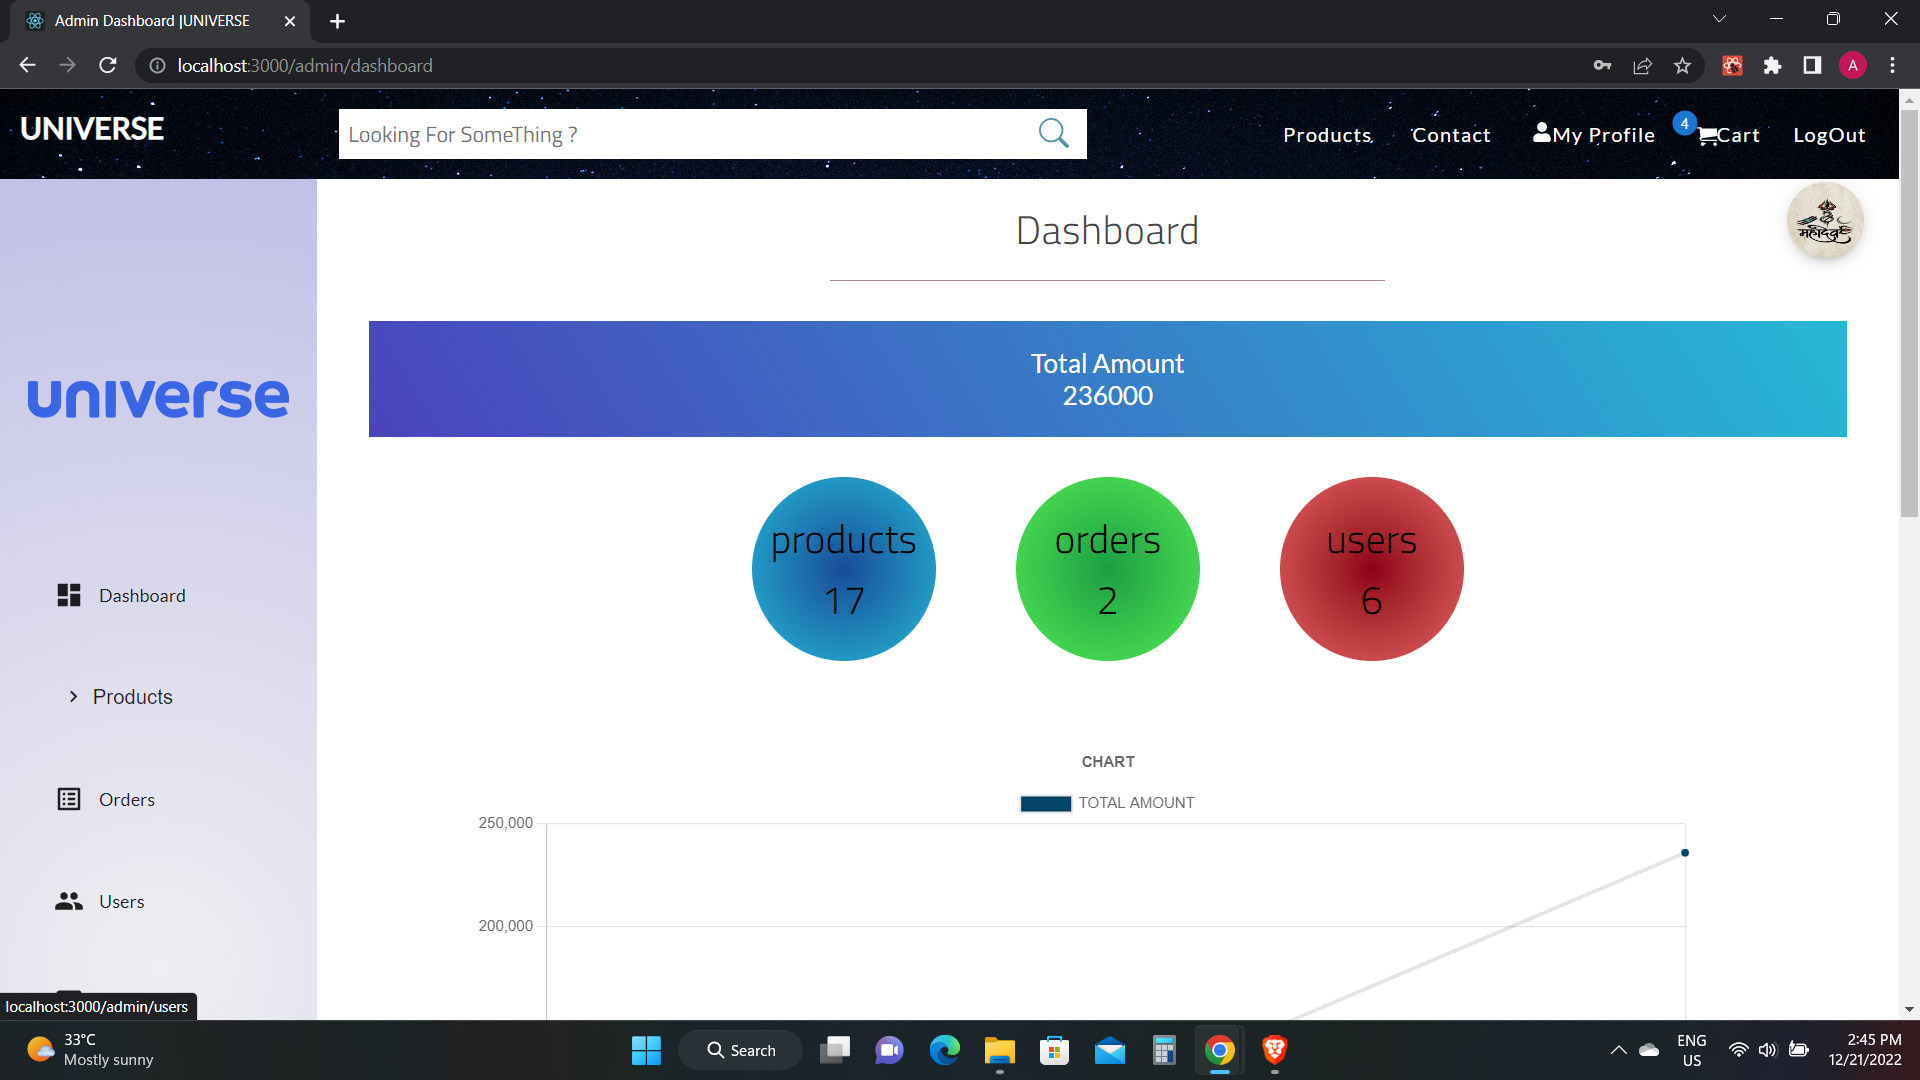 Admin Dashboard |UNIVERSE
localhost:3000/admin/dashboard
A
UNIVERSE
Looking For SomeThing ?
Products
Contact
My Profile
4
Cart
LogOut
महादेव
universe
Dashboard
Products
Orders
Users
Dashboard
Total Amount
236000
products
17
orders
2
users
6
CHART
TOTAL AMOUNT
250,000
200,000
localhost:3000/admin/users
33°C
Mostly sunny
Search
ENG
US
2:45 PM
12/21/2022